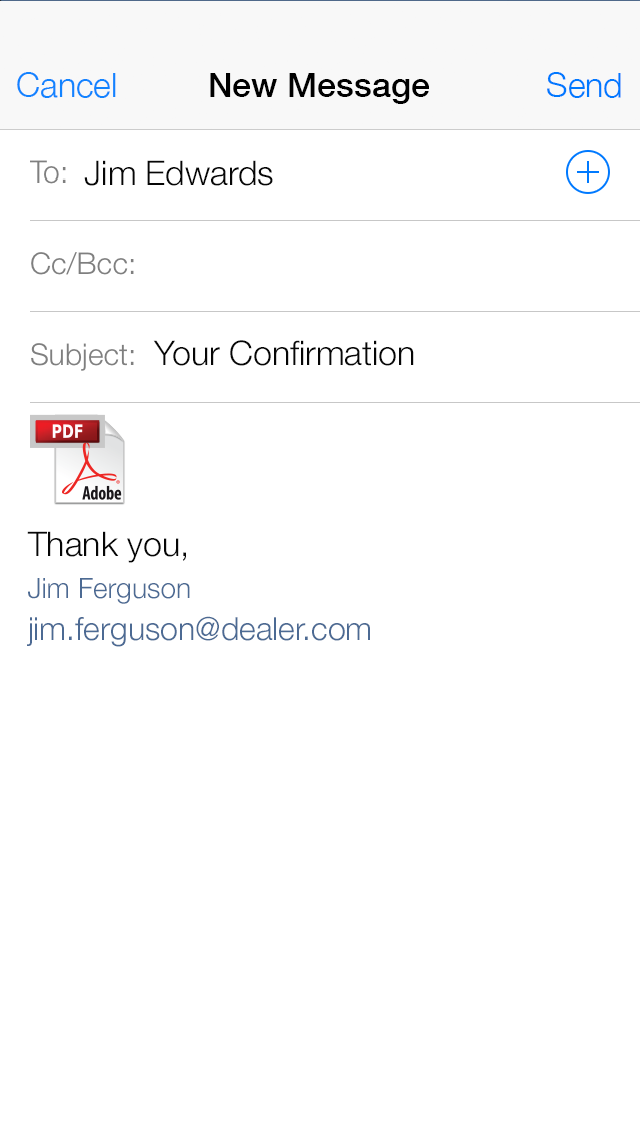 Cancel New Message Send
To: Jim Edwards
Cc/Bcc:
Subject: Your Confirmation
PDF
Adobe
Thank you,
Jim Ferguson
jim.ferguson@dealer.com